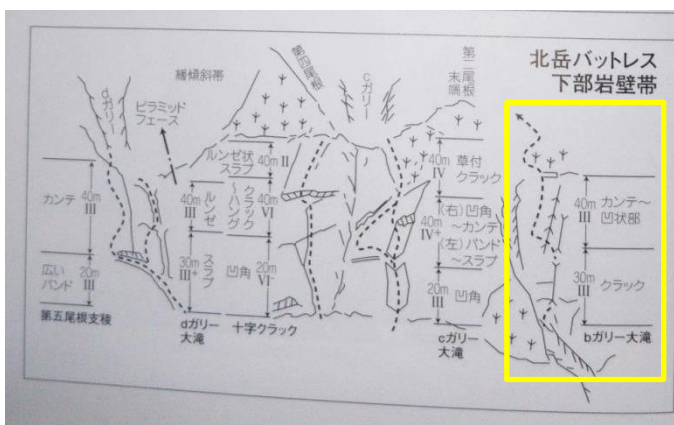 北岳バットレス
下部岩壁帯
dガリー
ピラミッド
フェース
緩傾斜帯
第四尾根
cガリー
第二尾根
末端
カンテ
40m
III
広い
バンド
20m
III
第五尾根支稜
40m
III
ルンゼ
30m
III+
スラブ
dガリー
大滝
ルンゼ状
スラブ
40m
II
クラック
〜ハング
40m
VI
凹角
20m
VI-
十字クラック
40m
IV
草付
クラック
40m
IV+
(右)凹角
〜カンテ
(左)バンド
〜スラブ
20m
III
凹角
cガリー
大滝
40m
III
カンテ〜
凹状部
30m
III
クラック
bガリー大滝